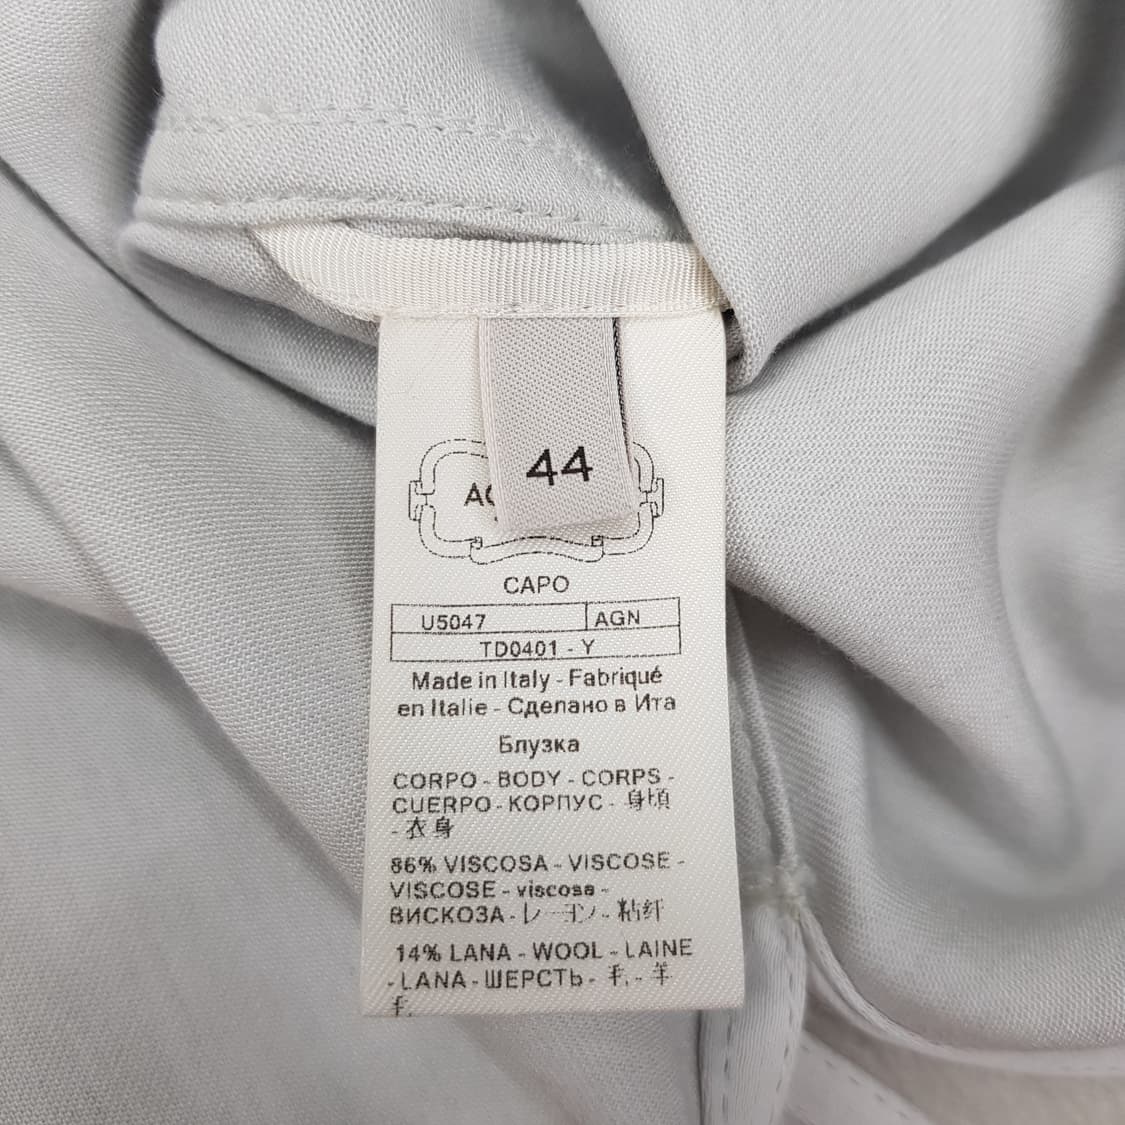 44
CAPO
U5047 AGN
TD0401 - Y
Made in Italy - Fabriqué
en Italie - Сделано в Ита
Блузка
CORPO - BODY - CORPS -
CUERPO - КОРПУС - 身頃
- 衣身
86% VISCOSA - VISCOSE -
VISCOSE - viscosa -
ВИСКОЗА - レーヨン - 粘纤
14% LANA - WOOL - LAINE
- LANA - ШЕРСТЬ - 毛 - 羊
毛